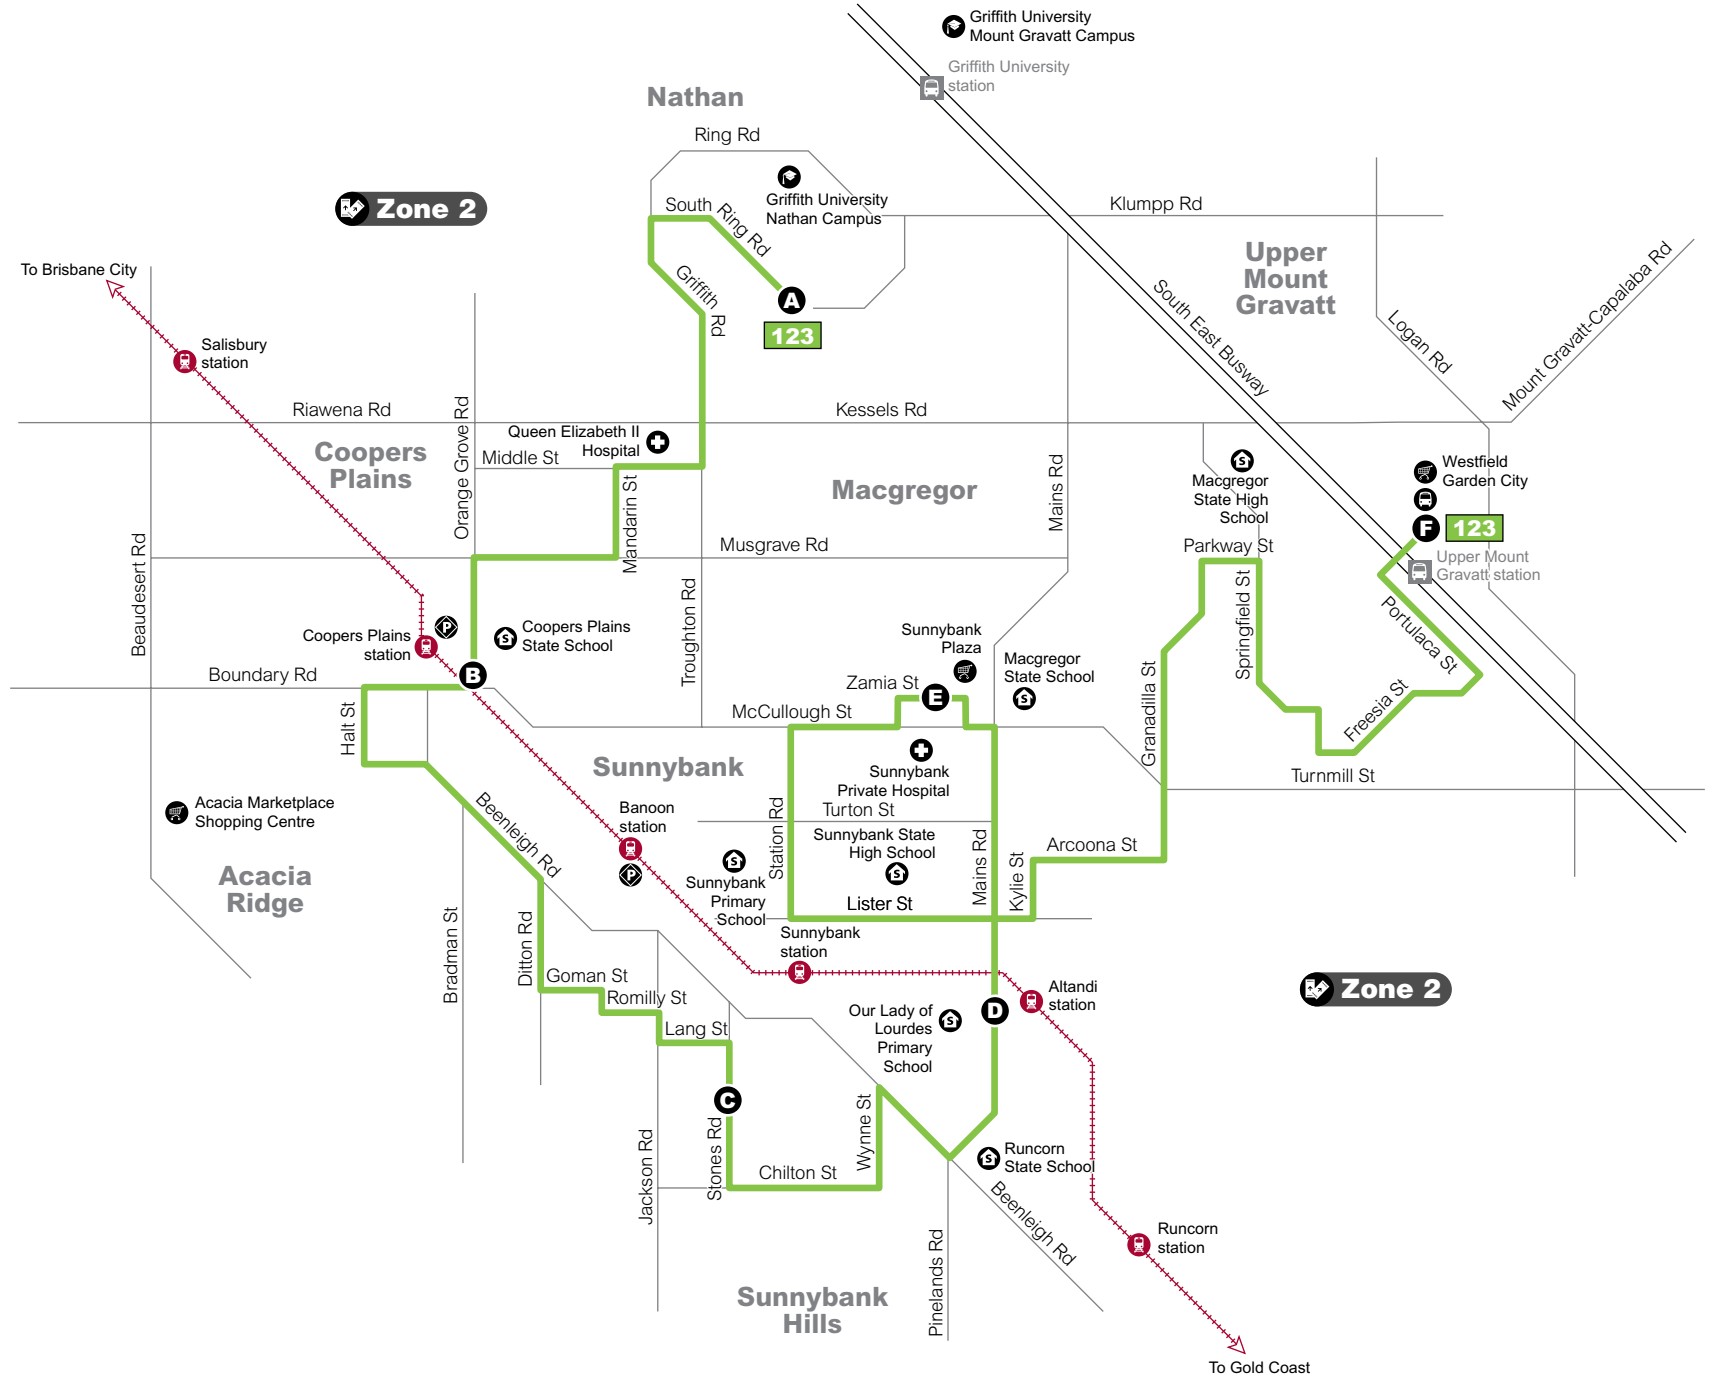 Griffith University
Mount Gravatt Campus
Griffith University
station
Nathan
Ring Rd
Griffith University
Nathan Campus
Zone 2
South
Ring Rd
Klumpp Rd
Upper
Mount
Gravatt
To Brisbane City
Griffith Rd
A
123
South East Busway
Logan Rd
Mount Gravatt-Capalaba Rd
Salisbury
station
Riawena Rd
Orange Grove Rd
Kessels Rd
Queen Elizabeth II
Hospital
Middle St
Coopers
Plains
Mandarin St
Macgregor
Mains Rd
Macgregor
State High
School
Westfield
Garden City
F
123
Upper Mount
Gravatt station
Beaudesert Rd
Musgrave Rd
Parkway St
Springfield St
Portulaca St
Troughton Rd
P
Coopers Plains
station
S
Coopers Plains
State School
B
Boundary Rd
Sunnybank
Plaza
Zamia St
E
Macgregor
State School
S
Granadilla St
Freesia St
Halt St
McCullough St
Sunnybank
Sunnybank
Private Hospital
Turnmill St
Acacia Marketplace
Shopping Centre
Beenleigh Rd
Banoon
station
P
Station Rd
Turton St
Sunnybank State
High School
S
Mains Rd
Kylie St
Arcoona St
Acacia
Ridge
S
Sunnybank
Primary
School
Lister St
Bradman St
Ditton Rd
Sunnybank
station
Goman St
Romilly St
Lang St
Altandi
station
D
Our Lady of
Lourdes
Primary
School
S
Zone 2
C
Stones Rd
Jackson Rd
Chilton St
Wynne St
S
Runcorn
State School
Beenleigh Rd
Pinelands Rd
Runcorn
station
Sunnybank
Hills
To Gold Coast